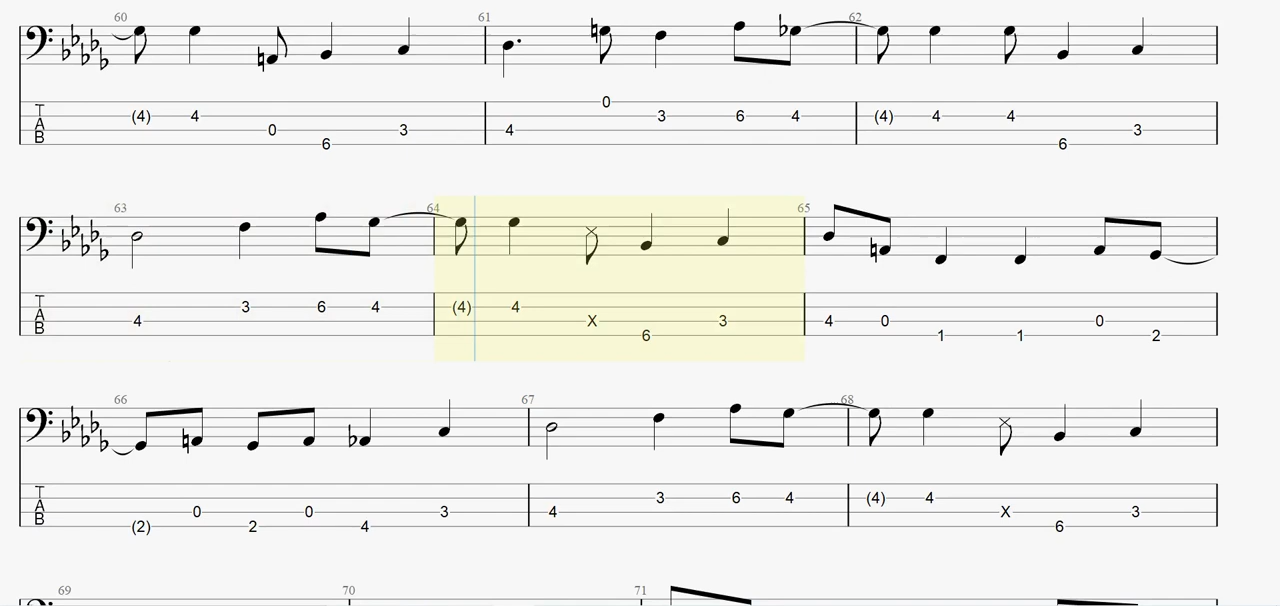 60 61 62
0
T (4) 4 3 6 4 (4) 4 4
A 0 3 4 3
B 6 6
63 64 65
T 3 6 4 (4) 4
A 4 X 3 4 0 0
B 6 1 1 2
66 67 68
T 3 6 4 (4) 4
A 0 0 3 4 X 3
B (2) 2 4 6
69 70 71